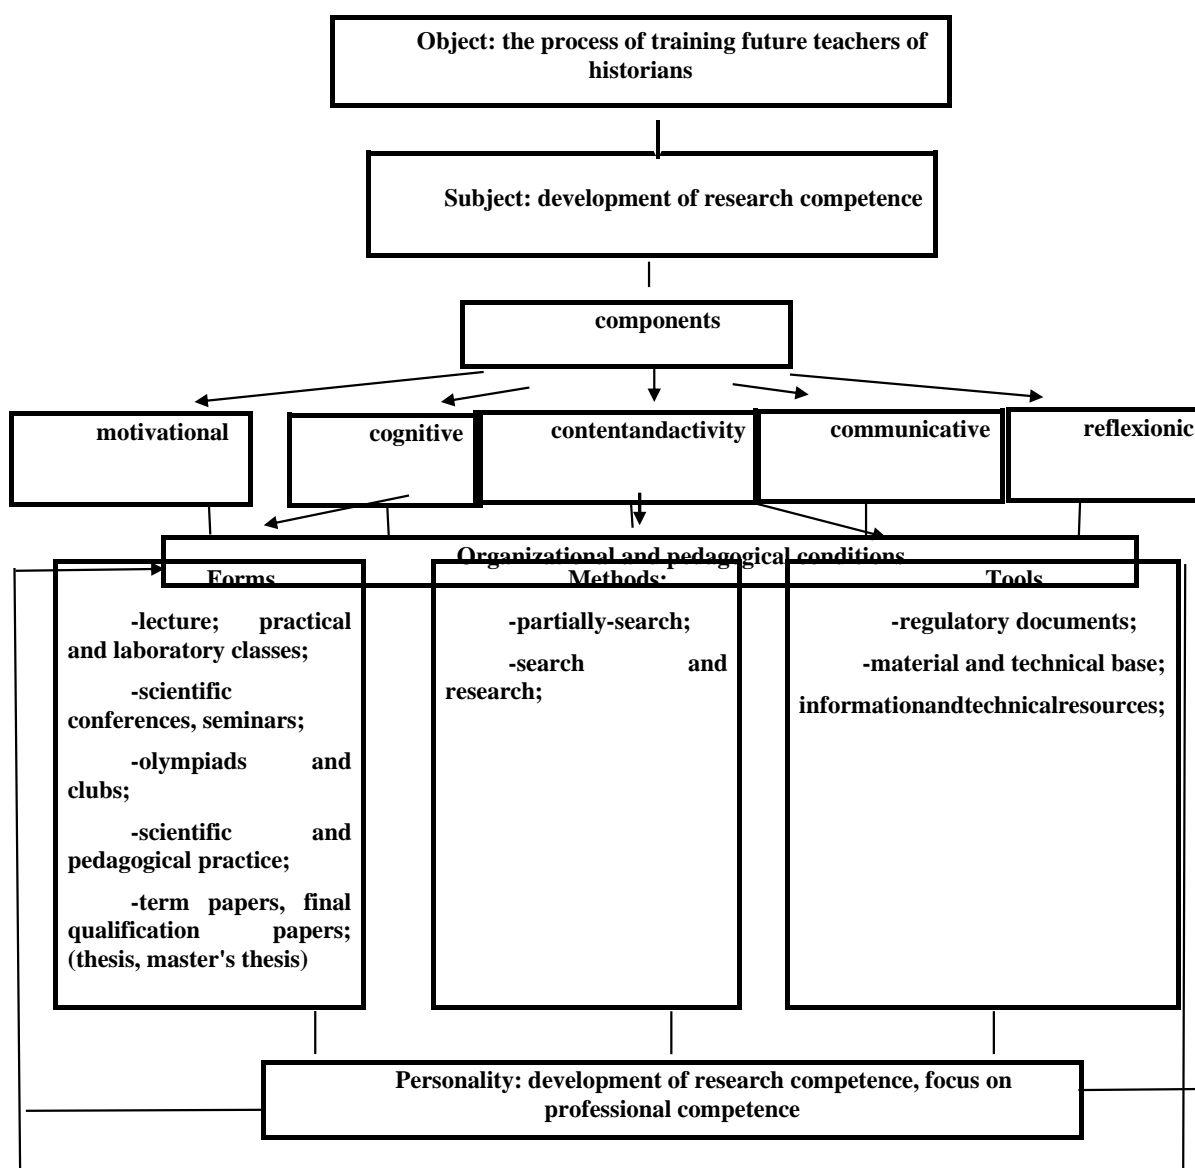 Object: the process of training future teachers of
historians
Subject: development of research competence
components
motivational
cognitive
contentandactivity
communicative
reflexionic
Organizational and pedagogical conditions
Forms
-lecture; practical
and laboratory classes;
-scientific
conferences, seminars;
-olympiads and
clubs;
-scientific and
pedagogical practice;
-term papers, final
qualification papers;
(thesis, master's thesis)
Methods:
-partially-search;
-search and
research;
Tools
-regulatory documents;
-material and technical base;
informationandtechnicalresources;
Personality: development of research competence, focus on
professional competence